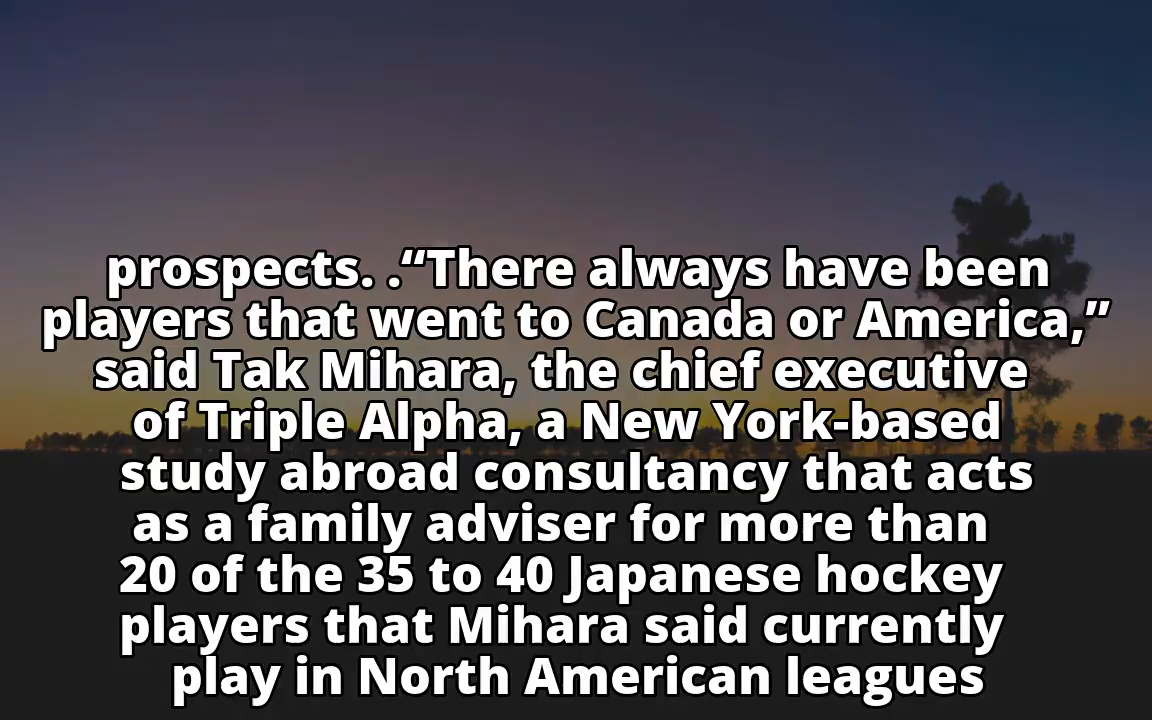 prospects. .“There always have been
players that went to Canada or America,”
said Tak Mihara, the chief executive
of Triple Alpha, a New York-based
study abroad consultancy that acts
as a family adviser for more than
20 of the 35 to 40 Japanese hockey
players that Mihara said currently
play in North American leagues